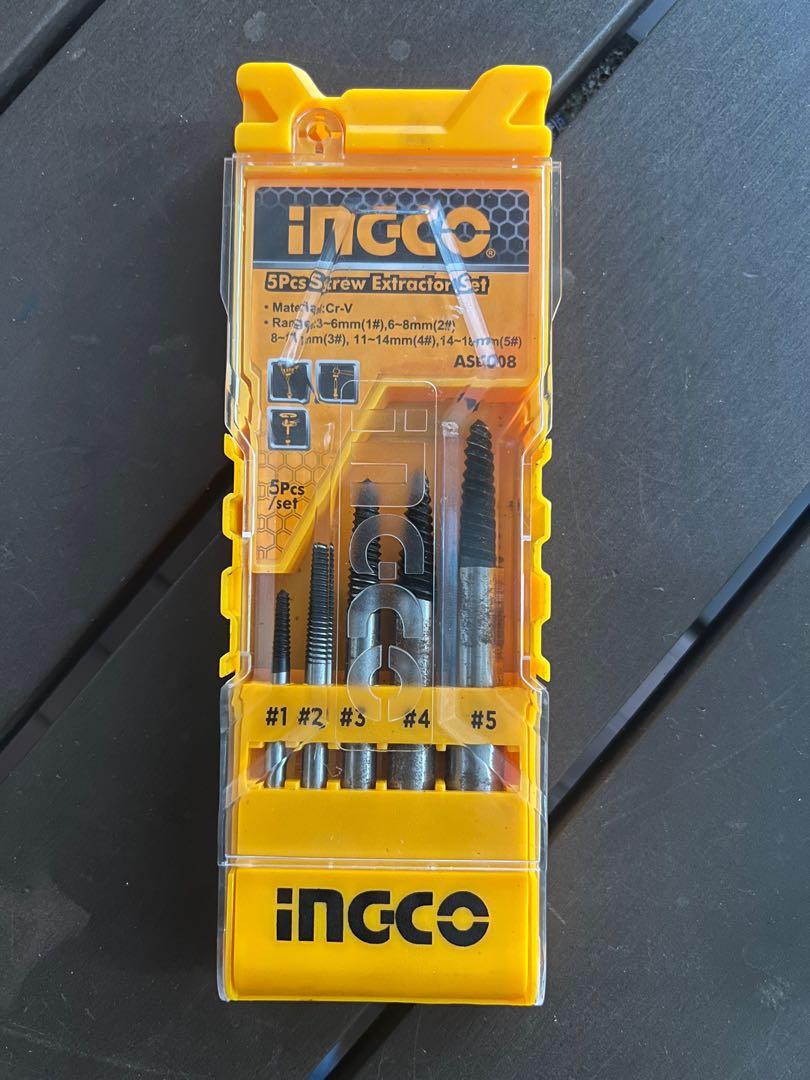 INGCO®
5Pcs Screw Extractor Set
• Material:Cr-V
• Range:3~6mm(1#),6~8mm(2#)
8~11mm(3#), 11~14mm(4#),14~18mm(5#)
5Pcs
/set
INGCO
#1 #2 #3 #4 #5
INGCO